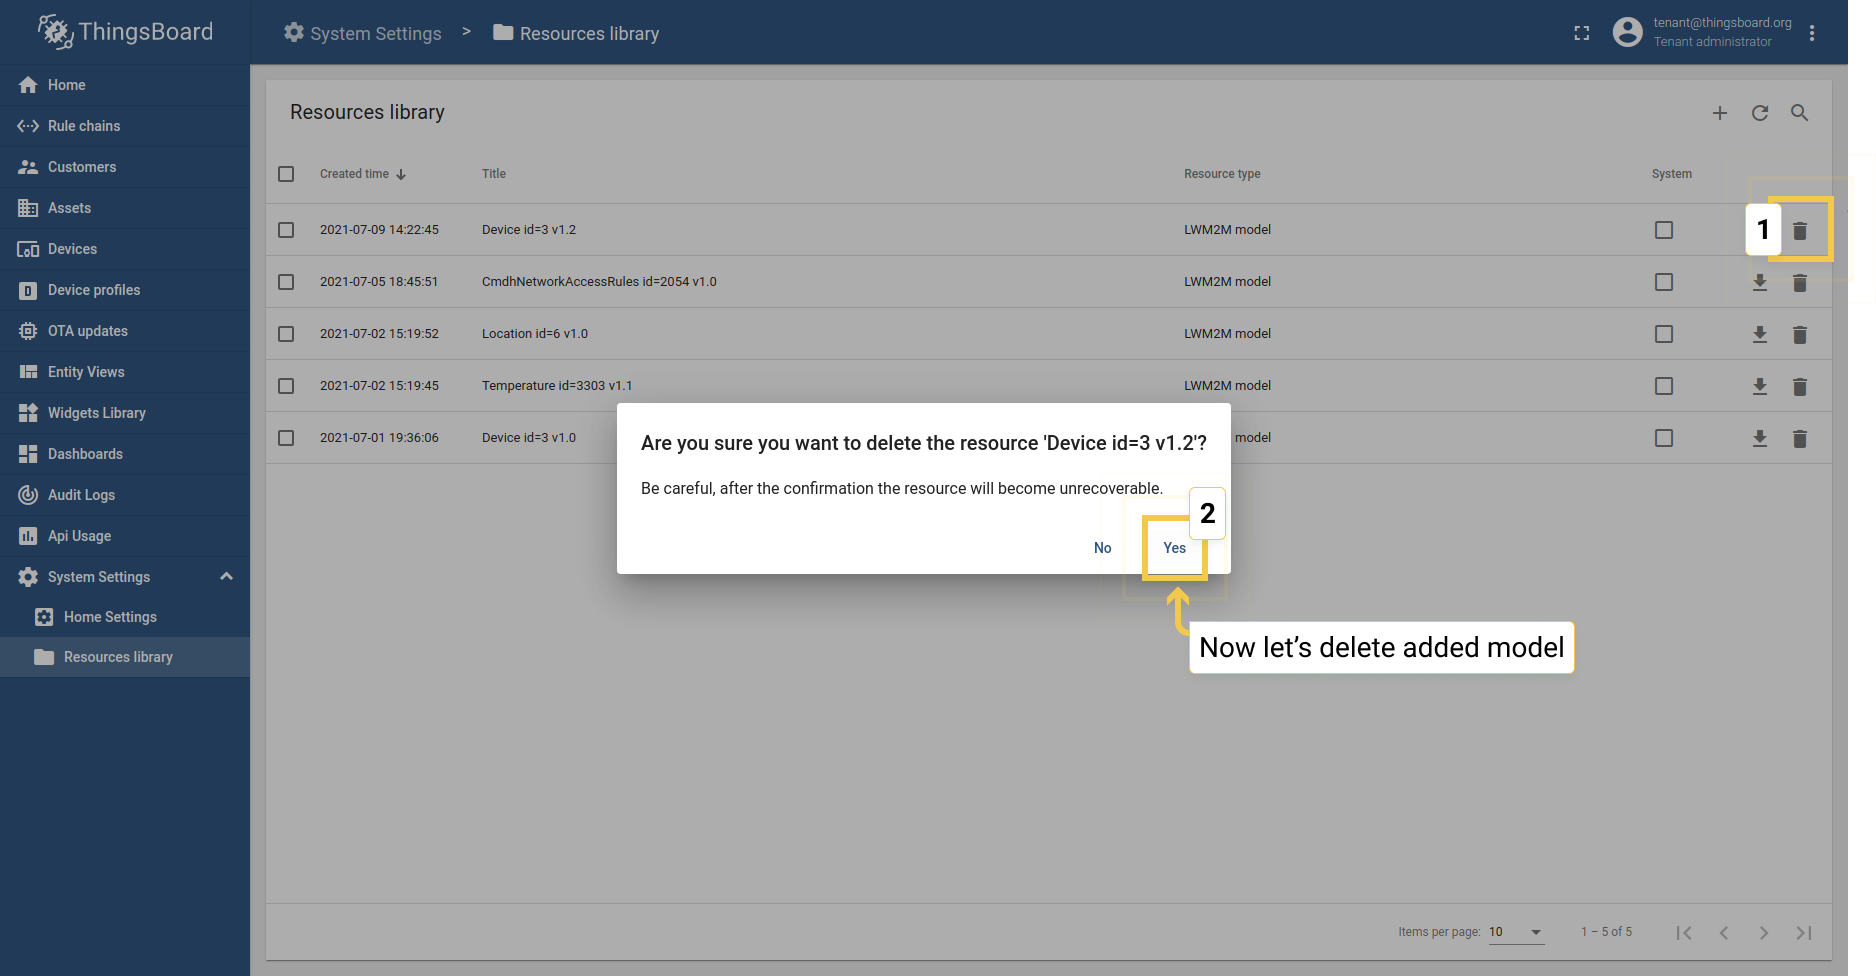 ThingsBoard
System Settings > Resources library
tenant@thingsboard.org
Tenant administrator
Home
Rule chains
Customers
Assets
Devices
Device profiles
OTA updates
Entity Views
Widgets Library
Dashboards
Audit Logs
Api Usage
System Settings
Home Settings
Resources library
Resources library
Created time Title Resource type System
2021-07-09 14:22:45 Device id=3 v1.2 LWM2M model
1
2021-07-05 18:45:51 CmdhNetworkAccessRules id=2054 v1.0 LWM2M model
2021-07-02 15:19:52 Location id=6 v1.0 LWM2M model
2021-07-02 15:19:45 Temperature id=3303 v1.1 LWM2M model
2021-07-01 19:36:06 Device id=3 v1.0 model
Are you sure you want to delete the resource 'Device id=3 v1.2'?
Be careful, after the confirmation the resource will become unrecoverable.
2
No Yes
Now let’s delete added model
Items per page: 10 1 – 5 of 5